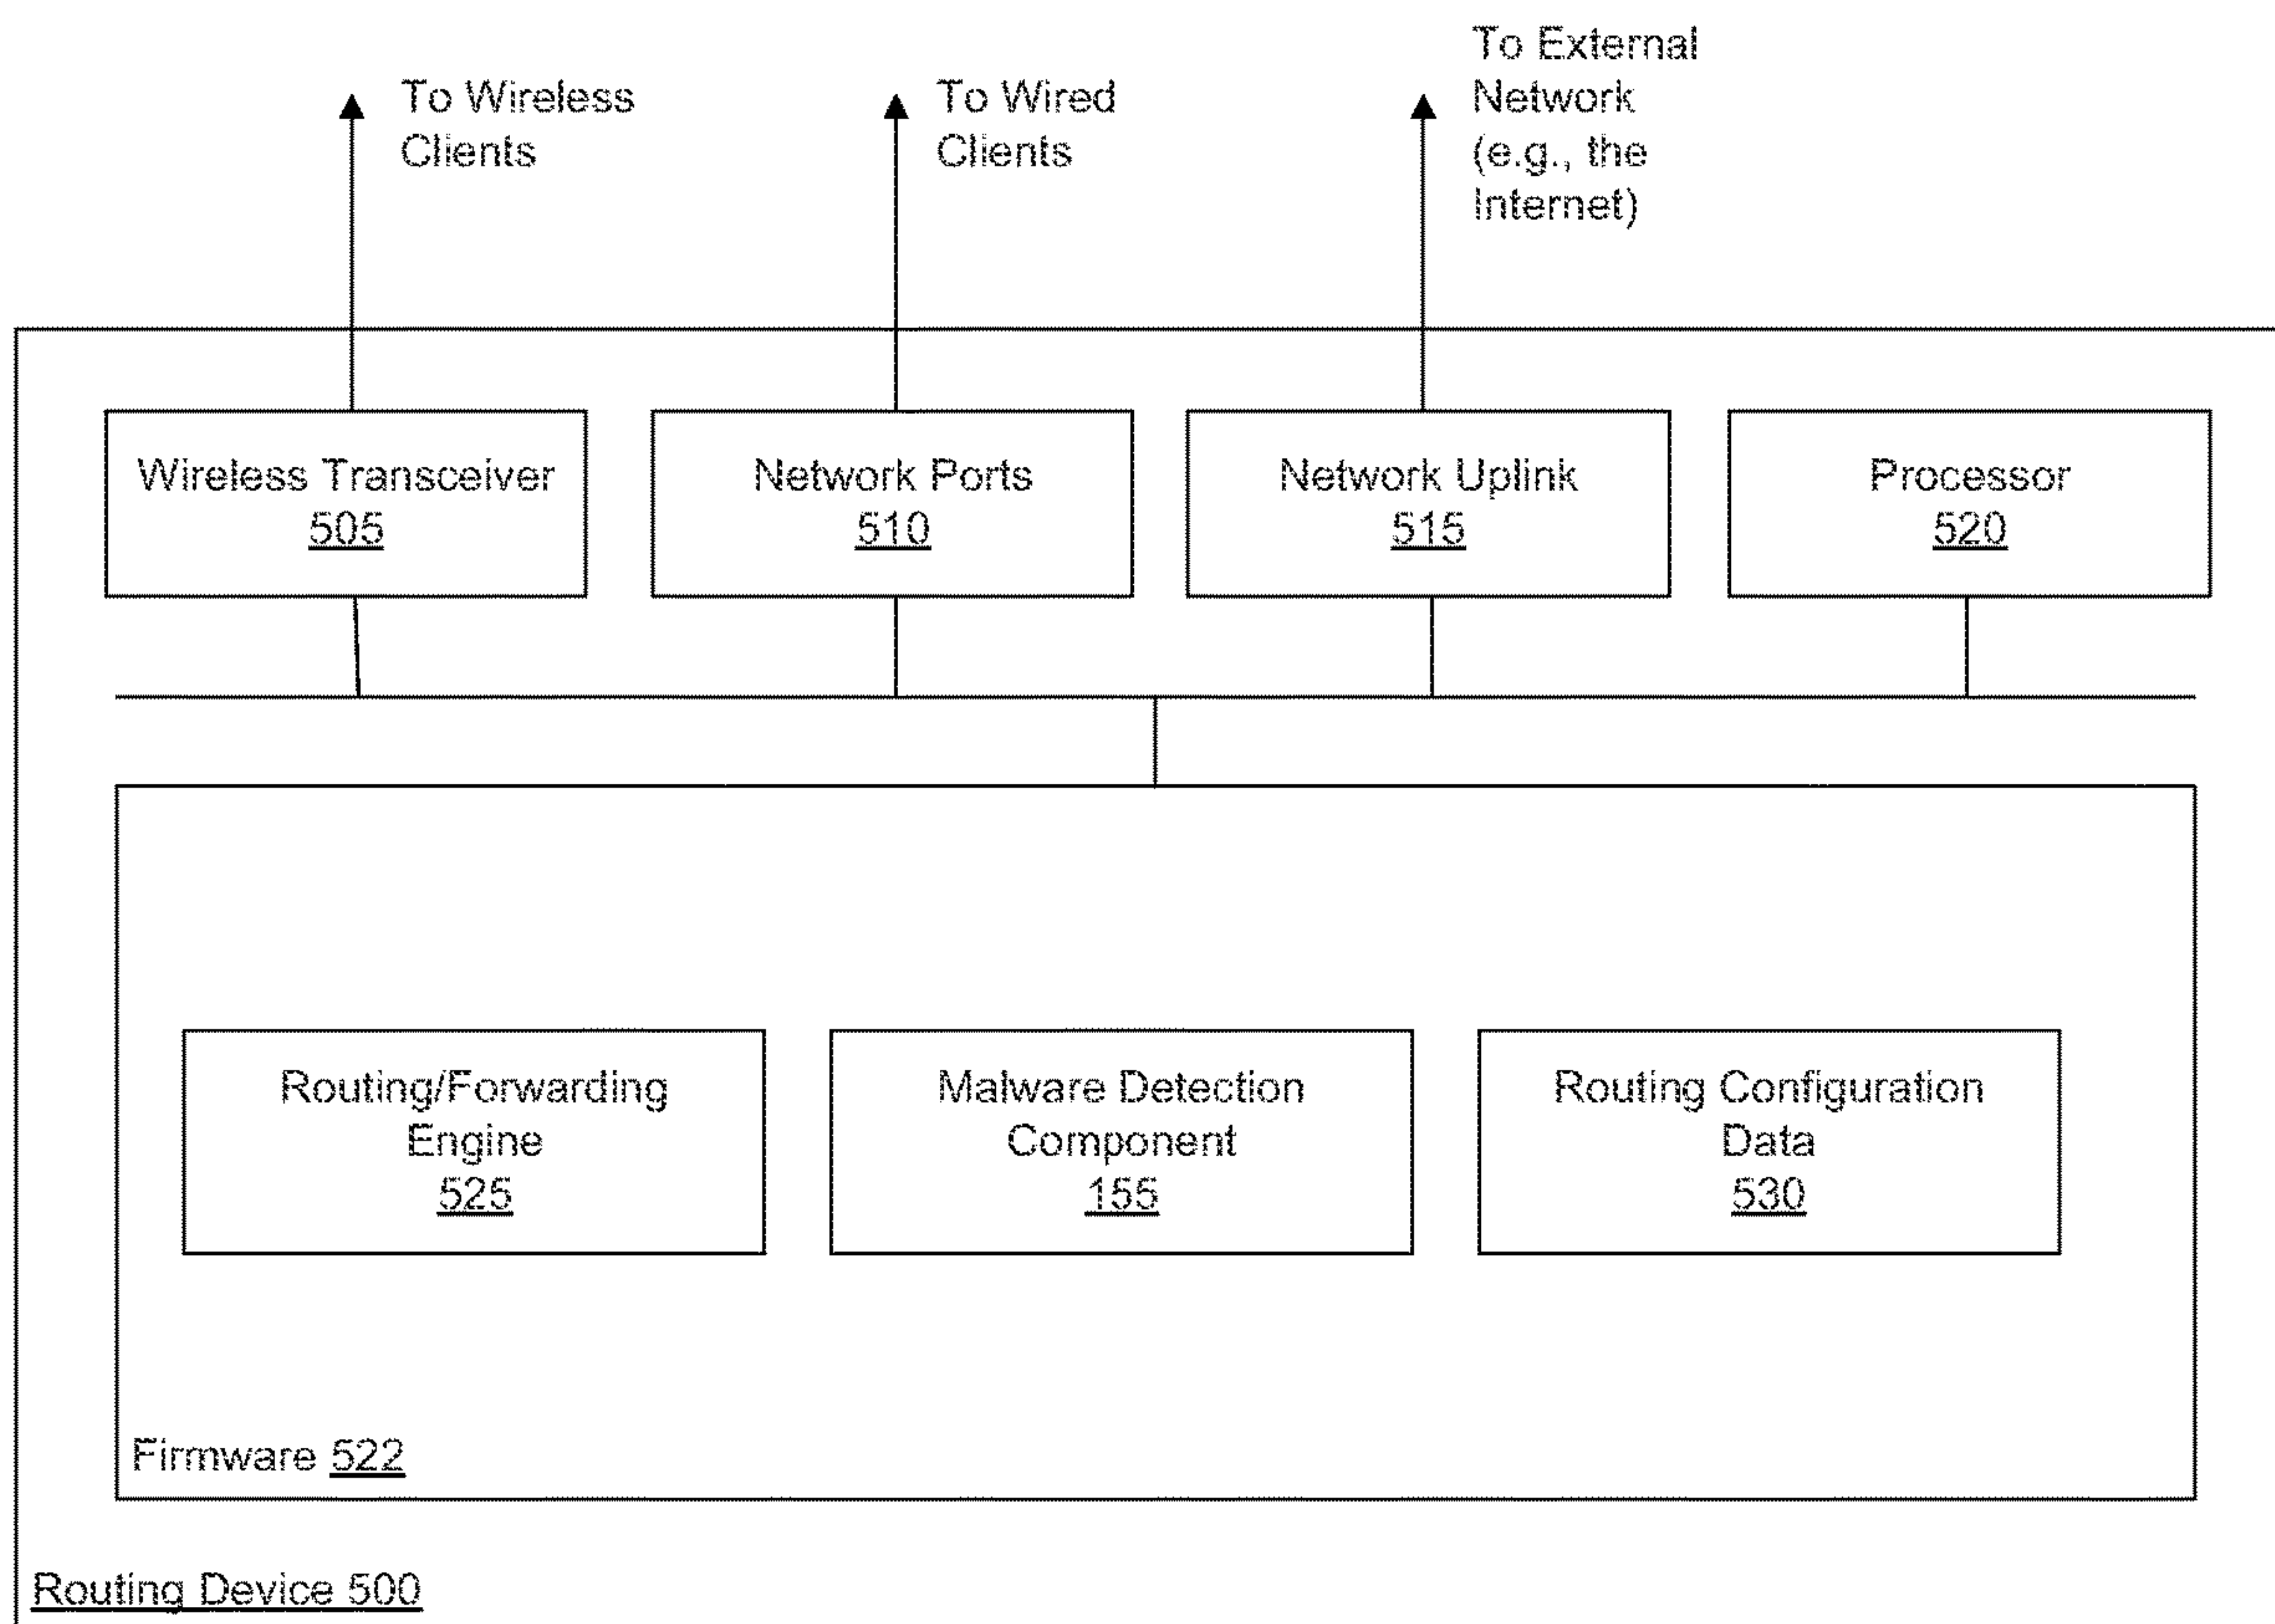 To Wireless
Clients
To Wired
Clients
To External
Network
(e.g., the
Internet)
Wireless Transceiver
505
Network Ports
510
Network Uplink
515
Processor
520
Routing/Forwarding
Engine
525
Malware Detection
Component
155
Routing Configuration
Data
530
Firmware 522
Routing Device 500